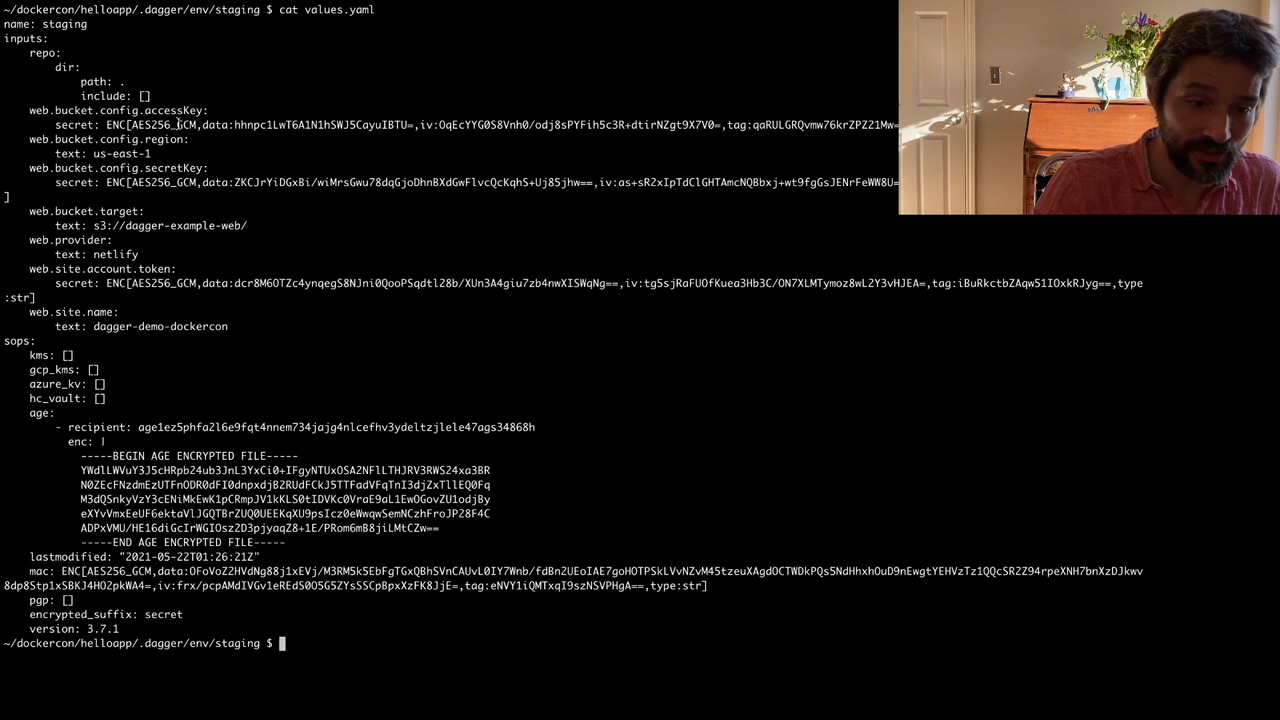 ~/dockercon/helloapp/.dagger/env/staging $ cat values.yaml
name: staging
inputs:
repo:
dir:
path: .
include: []
web.bucket.config.accessKey:
secret: ENC[AES256_GCM,data:hhnpc1LwT6A1N1hSWJ5CayuIBTU=,iv:OqEcYYG0S8Vnh0/odj8sPYFih5c3R+dtirNZgt9X7V0=,tag:qaRULGRQvmw76krZPZ21Mw=
web.bucket.config.region:
text: us-east-1
web.bucket.config.secretKey:
secret: ENC[AES256_GCM,data:ZKCJrYiDGxBi/wiMrsGwu78dqGjoDhnBXdGwFlvcQcKqhS+Uj85jhw==,iv:as+sR2xIpTdClGHTAmcNQBbxj+wt9fgGsJENrFeWW8U=
]
web.bucket.target:
text: s3://dagger-example-web/
web.provider:
text: netlify
web.site.account.token:
secret: ENC[AES256_GCM,data:dcr8M6OTZc4ynqegS8NJni0QooPSqdtl28b/XUn3A4giu7zb4nwXISWqNg==,iv:tg5sjRaFUOfKuea3Hb3C/ON7XLMTymoz8wL2Y3vHJEA=,tag:iBuRkctbZAqw51IOxkRJyg==,type
:str]
web.site.name:
text: dagger-demo-dockercon
sops:
kms: []
gcp_kms: []
azure_kv: []
hc_vault: []
age:
- recipient: age1ez5phfa2l6e9fqt4nnem734jajg4nlcefhv3ydeltzjlele47ags34868h
enc: |
-----BEGIN AGE ENCRYPTED FILE-----
YWdlLWVuY3J5cHRpb24ub3JnL3YxCi0+IFgyNTUxOSA2NFlLTHJRV3RWS24xa3BR
N0ZEcFNzdmEzUTFnODR0dFI0dnpxdjB2RUdFCkJ5TTFadVFqTnI3djZxTllEQ0Fq
M3dQSnkyVzY3cENiMkEwK1pCRmpJV1kKLS0tIDVKc0VraE9aL1EwOGovZU1odjBy
eXYvVmxEeUF6ektaVlJGQTBrZUQ0UEEKqXU9psIcz0eWwqwSemNCzhFroJP28F4C
ADPxVMU/HE16diGcIrWGIOsz2D3pjyaqZ8+1E/PRom6mB8jiLMtCZw==
-----END AGE ENCRYPTED FILE-----
lastmodified: "2021-05-22T01:26:21Z"
mac: ENC[AES256_GCM,data:OFoVoZ2HVdNg88j1xEVj/M3RM5k5EbFgTGxQBhSVnCAUvL0IY7Wnb/fdBn2UEoIAE7goHOTPSkLVvNZvM45tzeuXAgdOCTWDkPQs5NdHhxhOuD9nEwgtYEHVzTz1QQcSR2Z94rpeXNH7bnXzDJkwv
8dp8Stp1xSBKJ4HOZpkWA4=,iv:frx/pcpAMdIVGv1eREdS0O5G5ZYsSSCpBpxXzFK8JjE=,tag:eNVY1iQMTxqI9szNSVPHgA==,type:str]
pgp: []
encrypted_suffix: secret
version: 3.7.1
~/dockercon/helloapp/.dagger/env/staging $